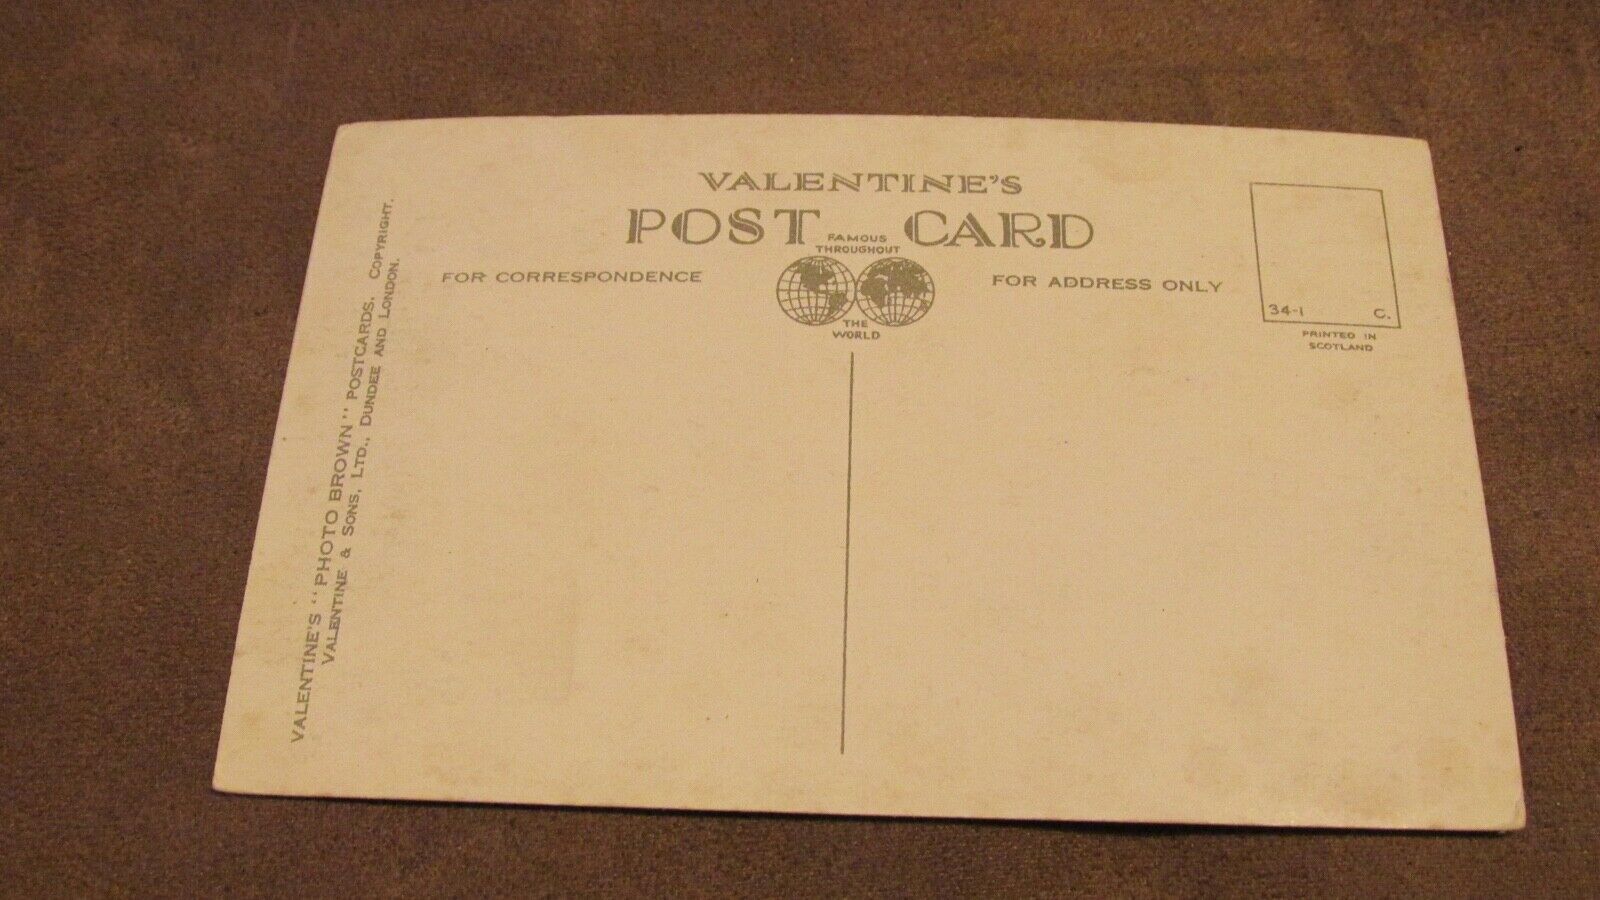 VALENTINE'S
POST CARD
FAMOUS
THROUGHOUT
THE
WORLD
FOR CORRESPONDENCE
FOR ADDRESS ONLY
34-1 C.
PRINTED IN
SCOTLAND
VALENTINE'S "PHOTO BROWN" POSTCARDS. COPYRIGHT.
VALENTINE & SONS, LTD., DUNDEE AND LONDON.